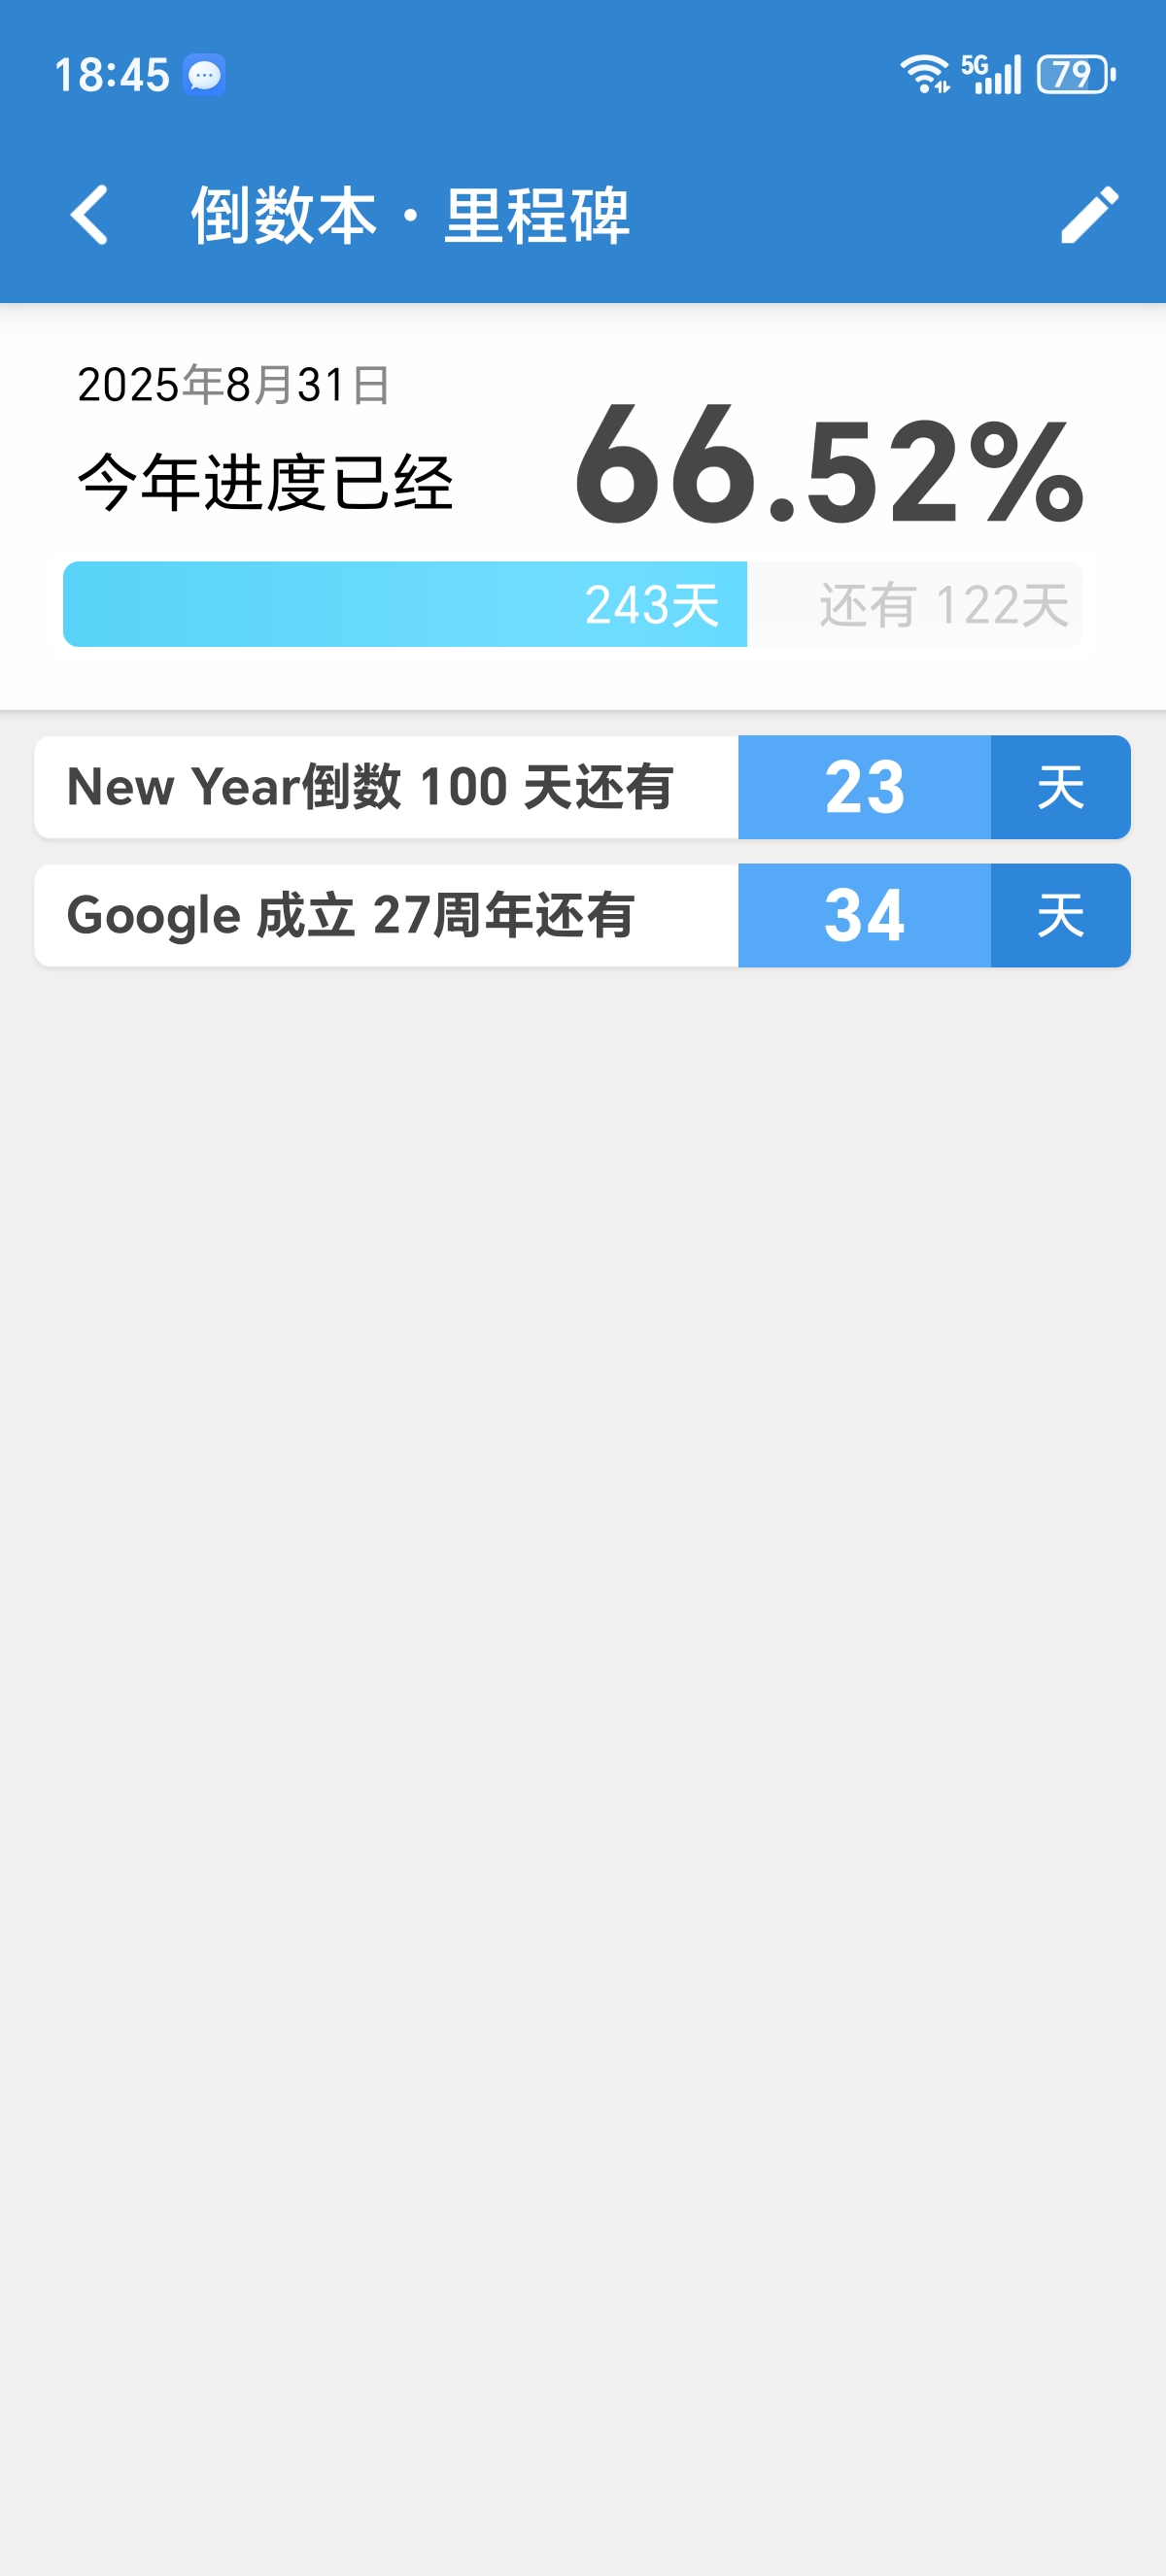 18:45 5G 79
倒数本 · 里程碑
2025年8月31日
今年进度已经 66.52%
243天 还有 122天
New Year倒数 100 天还有 23 天
Google 成立 27周年还有 34 天